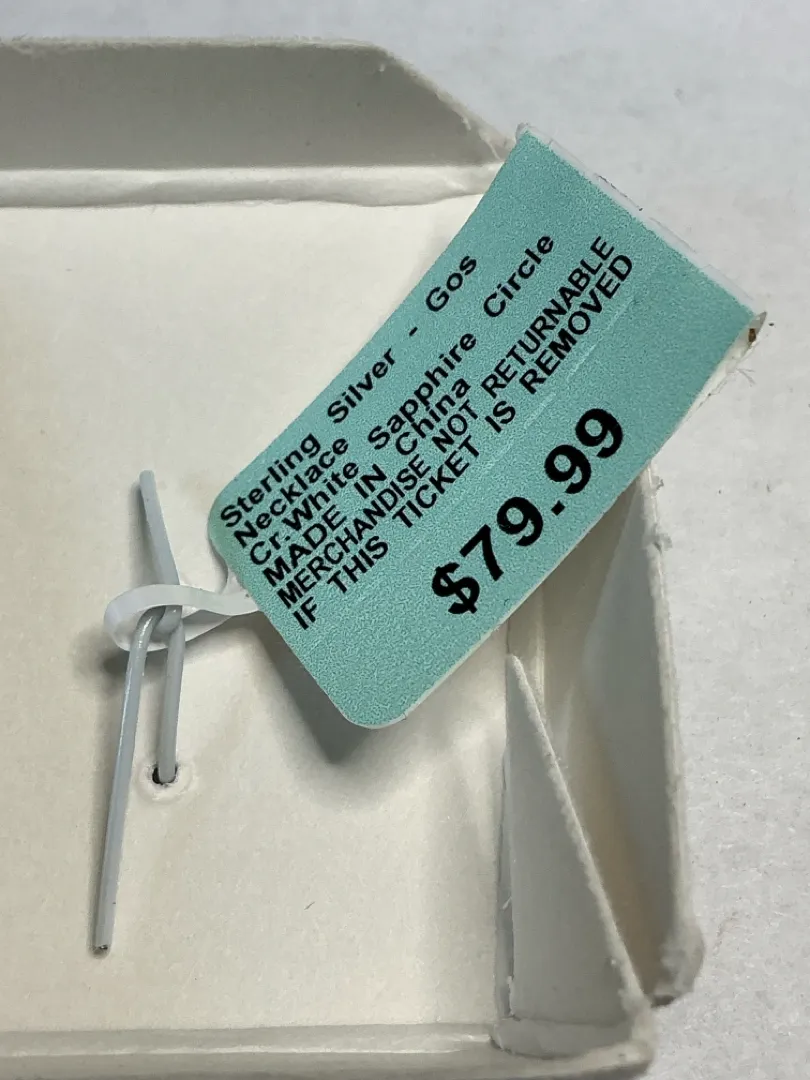 Sterling Silver - Gos
Necklace
Cr.White Sapphire Circle
MADE IN China
MERCHANDISE NOT RETURNABLE
IF THIS TICKET IS REMOVED
$79.99